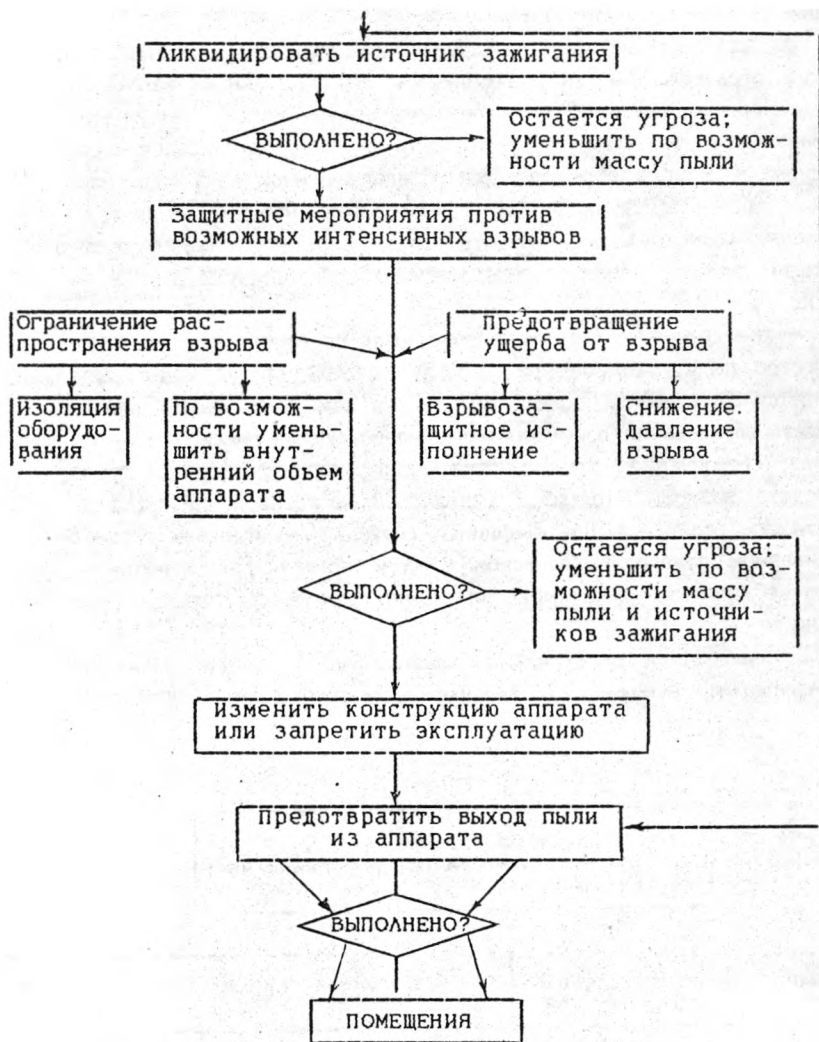 Ликвидировать источник зажигания
ВЫПОЛНЕНО?
Остается угроза;
уменьшить по возмож-
ности массу пыли
Защитные мероприятия против
возможных интенсивных взрывов
Ограничение рас-
пространения взрыва
Предотвращение
ущерба от взрыва
Изоляция
оборудо-
вания
По возмож-
ности умень-
шить внут-
ренний обьем
аппарата
Взрывоза-
щитное ис-
полнение
Снижение.
давление
взрыва
ВЫПОЛНЕНО?
Остается угроза;
уменьшить по воз-
можности массу
пыли и источни-
ков зажигания
Изменить конструкцию аппарата
или запретить эксплуатацию
Предотвратить выход пыли
из аппарата
ВЫПОЛНЕНО?
ПОМЕЩЕНИЯ